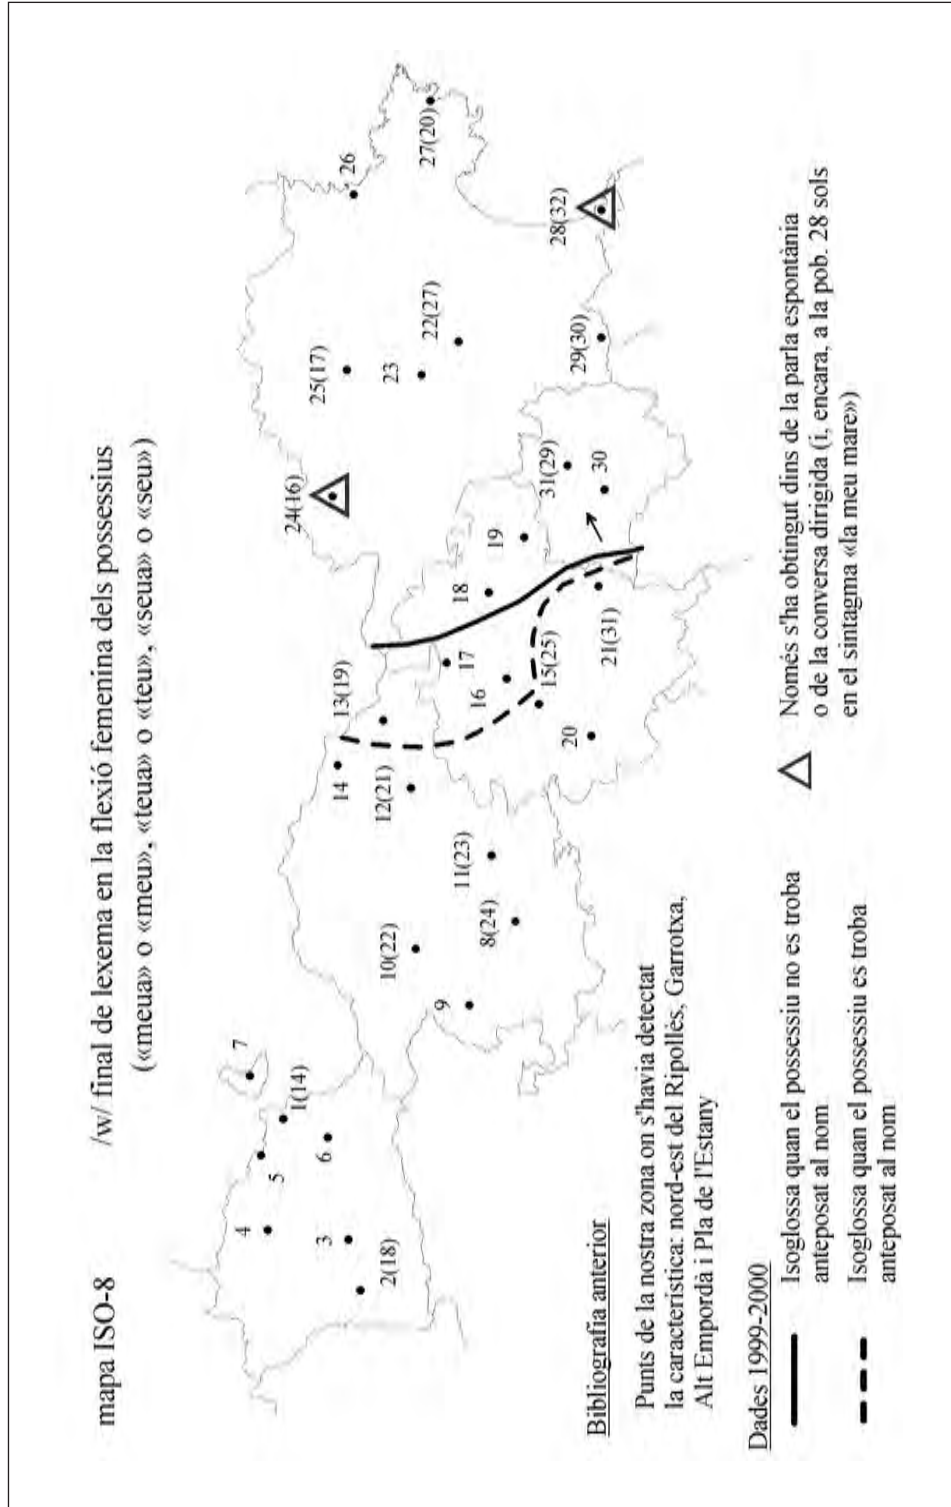 mapa ISO-8
/w/ final de lexema en la flexió femenina dels possessius
(«meua» o «meu», «teua» o «teu», «seua» o «seu»)
4
5
7
1(14)
3
6
2(18)
9
10(22)
8(24)
11(23)
14
12(21)
13(19)
17
16
15(25)
20
21(31)
18
19
24(16)
31(29)
30
25(17)
23
22(27)
29(30)
26
27(20)
28(32)
Bibliografia anterior
Punts de la nostra zona on s'havia detectat
la característica: nord-est del Ripollès, Garrotxa,
Alt Empordà i Pla de l'Estany
Dades 1999-2000
Isoglossa quan el possessiu no es troba
anteposat al nom
Isoglossa quan el possessiu es troba
anteposat al nom
Només s'ha obtingut dins de la parla espontània
o de la conversa dirigida (i, encara, a la pob. 28 sols
en el sintagma «la meu mare»)